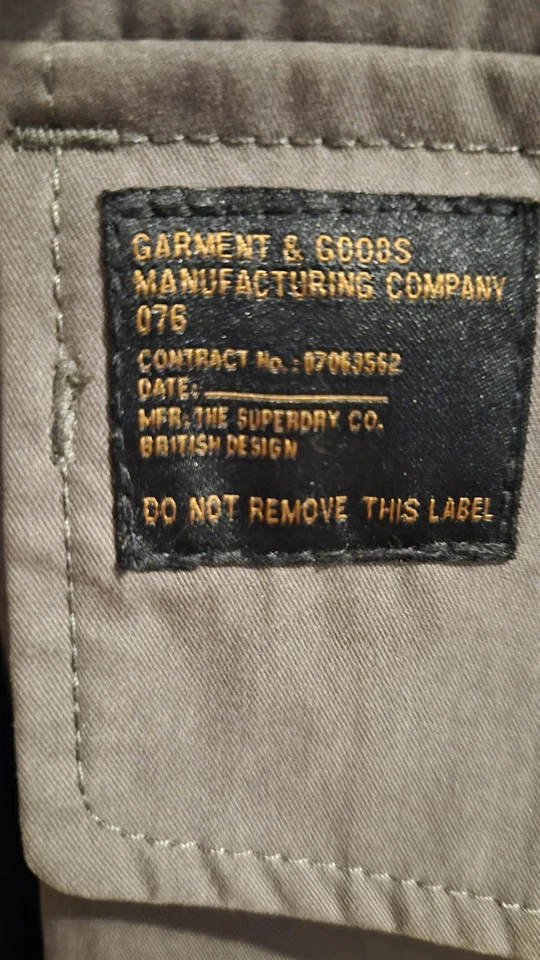 GARMENT & GOODS
MANUFACTURING COMPANY
076
CONTRACT No.: 07063562
DATE:
MFR: THE SUPERDRY CO.
BRITISH DESIGN
DO NOT REMOVE THIS LABEL